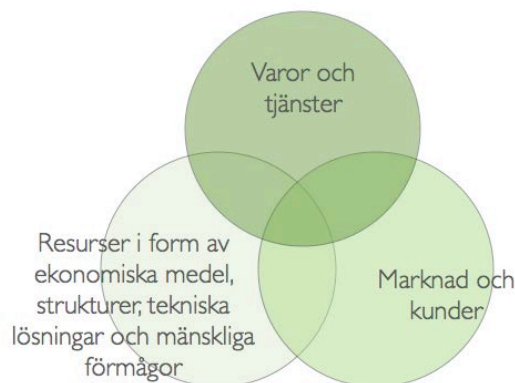 Varor och
tjänster
Resurser i form av
ekonomiska medel,
strukturer, tekniska
lösningar och mänskliga
förmågor
Marknad och
kunder